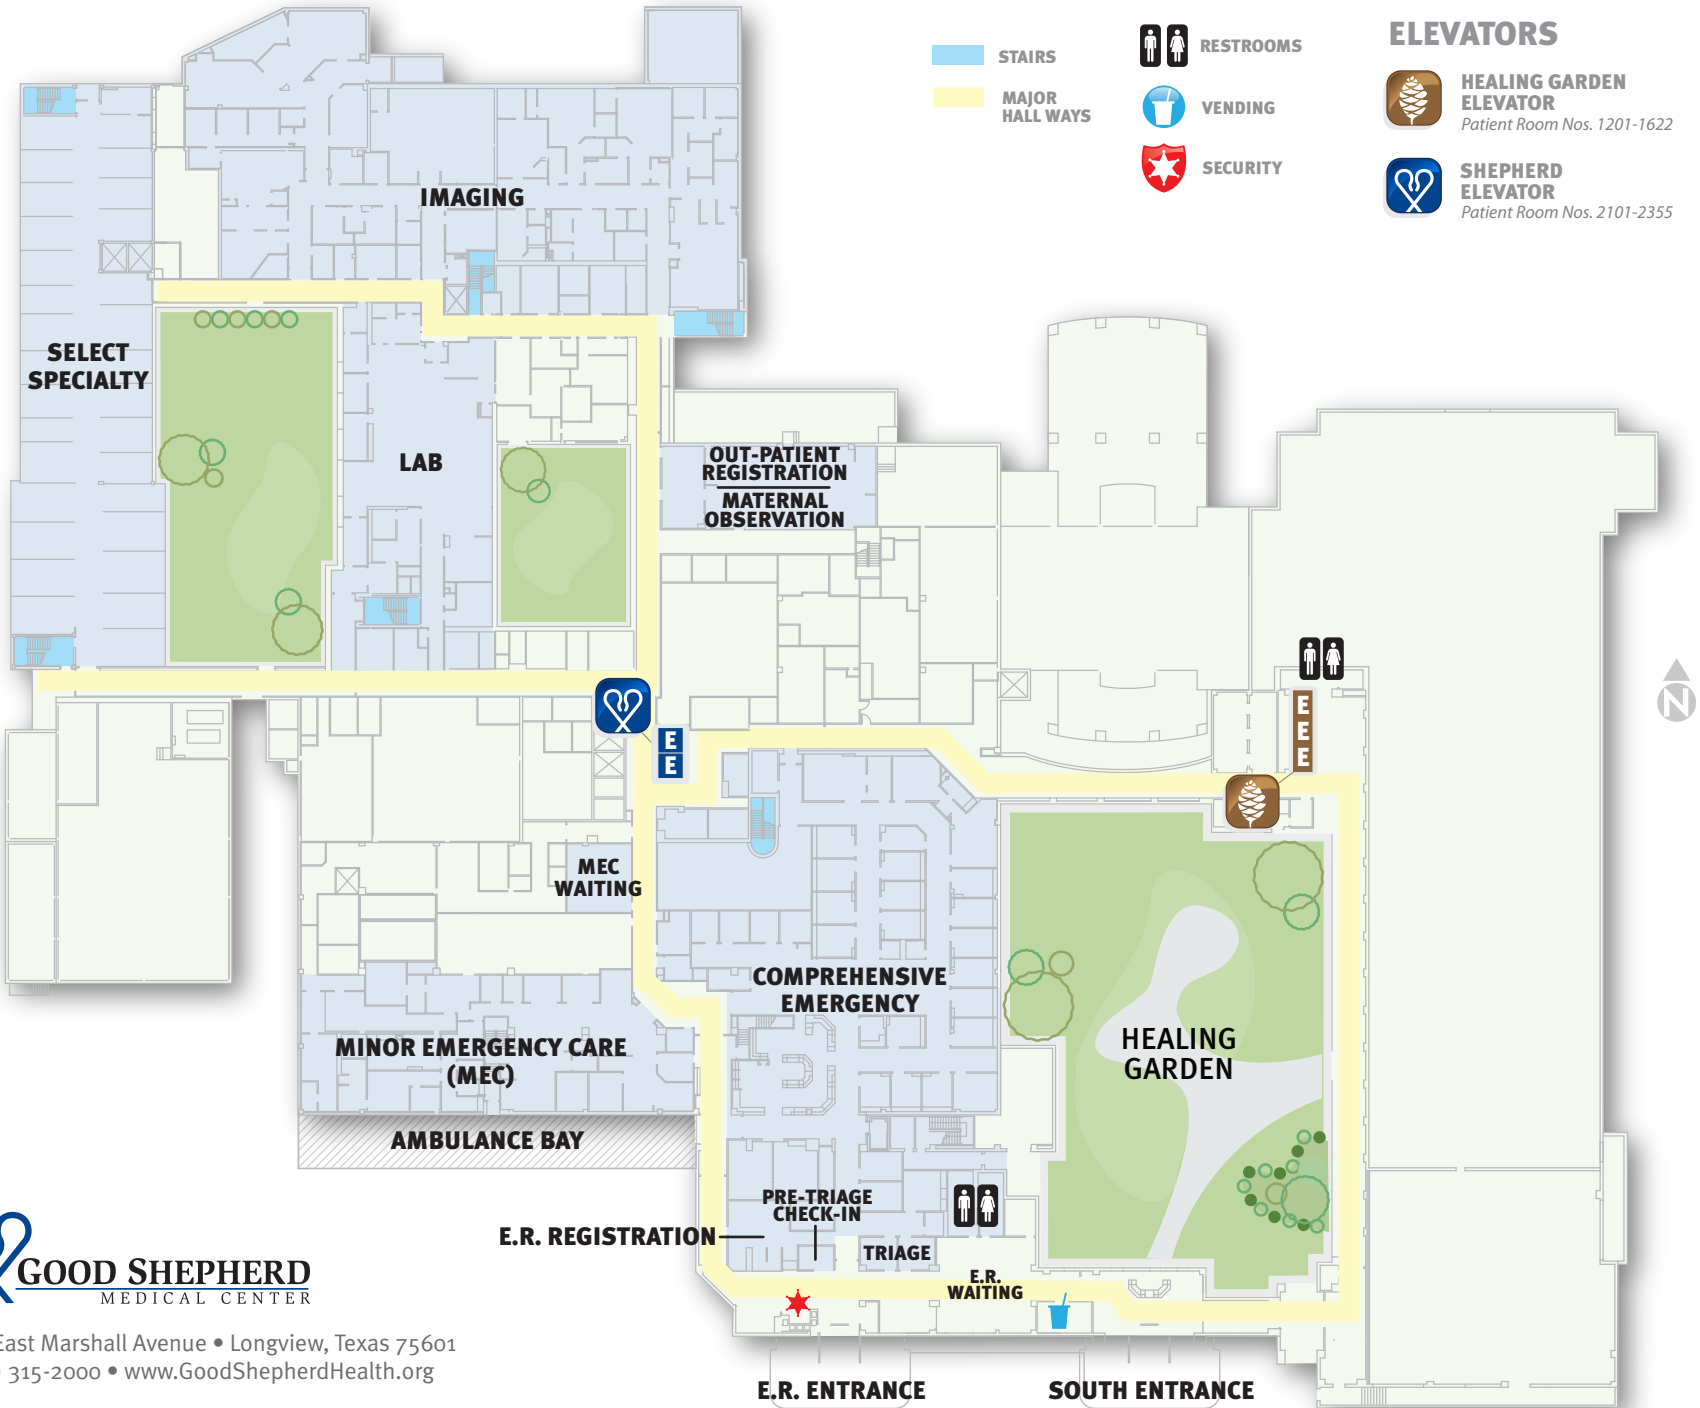 STAIRS
MAJOR
HALL WAYS
RESTROOMS
VENDING
SECURITY
ELEVATORS
HEALING GARDEN
ELEVATOR
Patient Room Nos. 1201-1622
SHEPHERD
ELEVATOR
Patient Room Nos. 2101-2355
IMAGING
SELECT
SPECIALTY
LAB
OUT-PATIENT
REGISTRATION
MATERNAL
OBSERVATION
N
E
E
E
E
E
MEC
WAITING
COMPREHENSIVE
EMERGENCY
HEALING
GARDEN
MINOR EMERGENCY CARE
(MEC)
AMBULANCE BAY
PRE-TRIAGE
CHECK-IN
E.R. REGISTRATION
TRIAGE
E.R.
WAITING
E.R. ENTRANCE
SOUTH ENTRANCE
GOOD SHEPHERD
MEDICAL CENTER
East Marshall Avenue • Longview, Texas 75601
315-2000 • www.GoodShepherdHealth.org